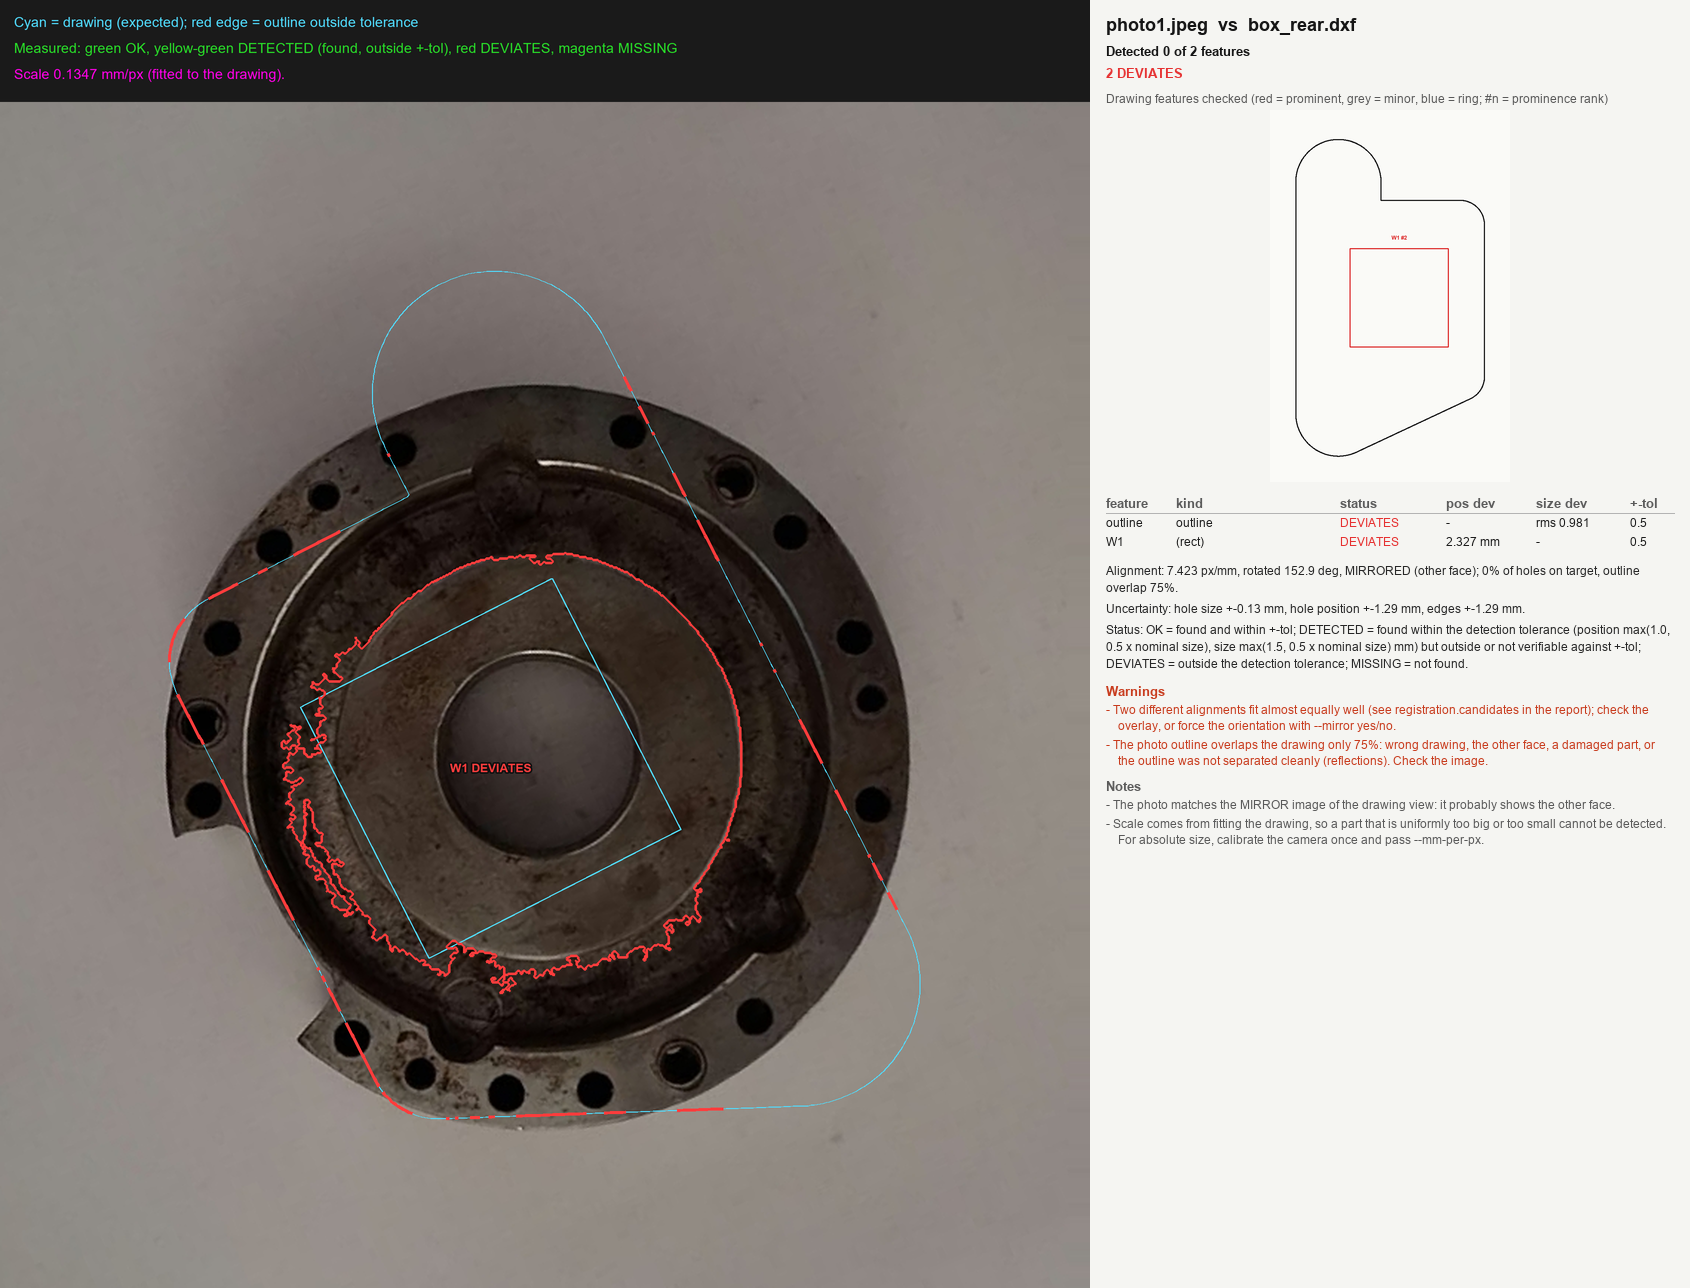 Cyan = drawing (expected); red edge = outline outside tolerance
Measured: green OK, yellow-green DETECTED (found, outside +-tol), red DEVIATES, magenta MISSING
Scale 0.1347 mm/px (fitted to the drawing).
W1 DEVIATES
photo1.jpeg vs box_rear.dxf
Detected 0 of 2 features
2 DEVIATES
Drawing features checked (red = prominent, grey = minor, blue = ring; #n = prominence rank)
W1 #2
feature kind status pos dev size dev +-tol
outline outline DEVIATES - rms 0.981 0.5
W1 (rect) DEVIATES 2.327 mm - 0.5
Alignment: 7.423 px/mm, rotated 152.9 deg, MIRRORED (other face); 0% of holes on target, outline
overlap 75%.
Uncertainty: hole size +-0.13 mm, hole position +-1.29 mm, edges +-1.29 mm.
Status: OK = found and within +-tol; DETECTED = found within the detection tolerance (position max(1.0,
0.5 x nominal size), size max(1.5, 0.5 x nominal size) mm) but outside or not verifiable against +-tol;
DEVIATES = outside the detection tolerance; MISSING = not found.
Warnings
- Two different alignments fit almost equally well (see registration.candidates in the report); check the
overlay, or force the orientation with --mirror yes/no.
- The photo outline overlaps the drawing only 75%: wrong drawing, the other face, a damaged part, or
the outline was not separated cleanly (reflections). Check the image.
Notes
- The photo matches the MIRROR image of the drawing view: it probably shows the other face.
- Scale comes from fitting the drawing, so a part that is uniformly too big or too small cannot be detected.
For absolute size, calibrate the camera once and pass --mm-per-px.